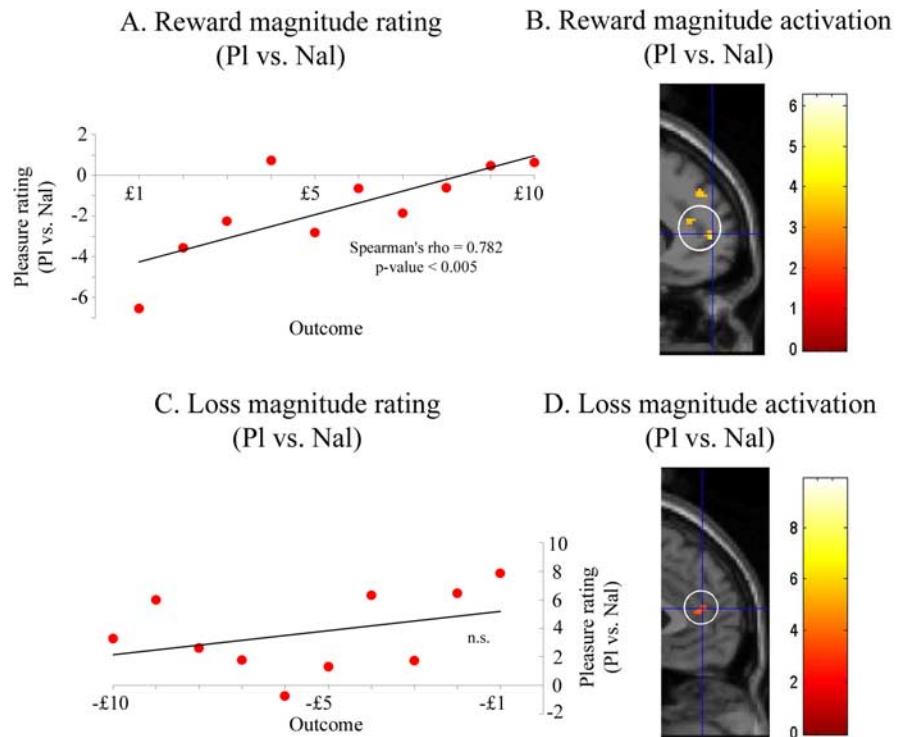 A. Reward magnitude rating
(Pl vs. Nal)
Pleasure rating
(Pl vs. Nal)
2
0
-2
-4
-6
£1
£5
£10
Spearman's rho = 0.782
p-value < 0.005
Outcome
B. Reward magnitude activation
(Pl vs. Nal)
6
5
4
3
2
1
0
C. Loss magnitude rating
(Pl vs. Nal)
10
8
6
4
2
0
-2
Pleasure rating
(Pl vs. Nal)
n.s.
-£10
-£5
-£1
Outcome
D. Loss magnitude activation
(Pl vs. Nal)
8
6
4
2
0